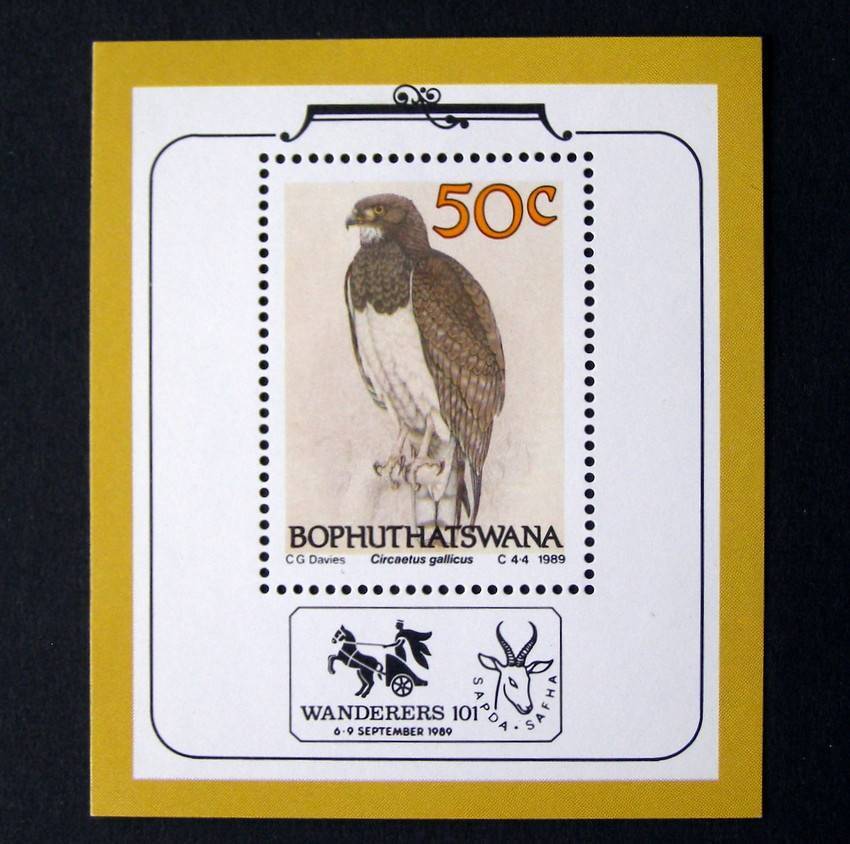 50c
BOPHUTHATSWANA
C G Davies Circaetus gallicus C 4·4 1989
WANDERERS 101
6·9 SEPTEMBER 1989
SAPDA · SAFHA